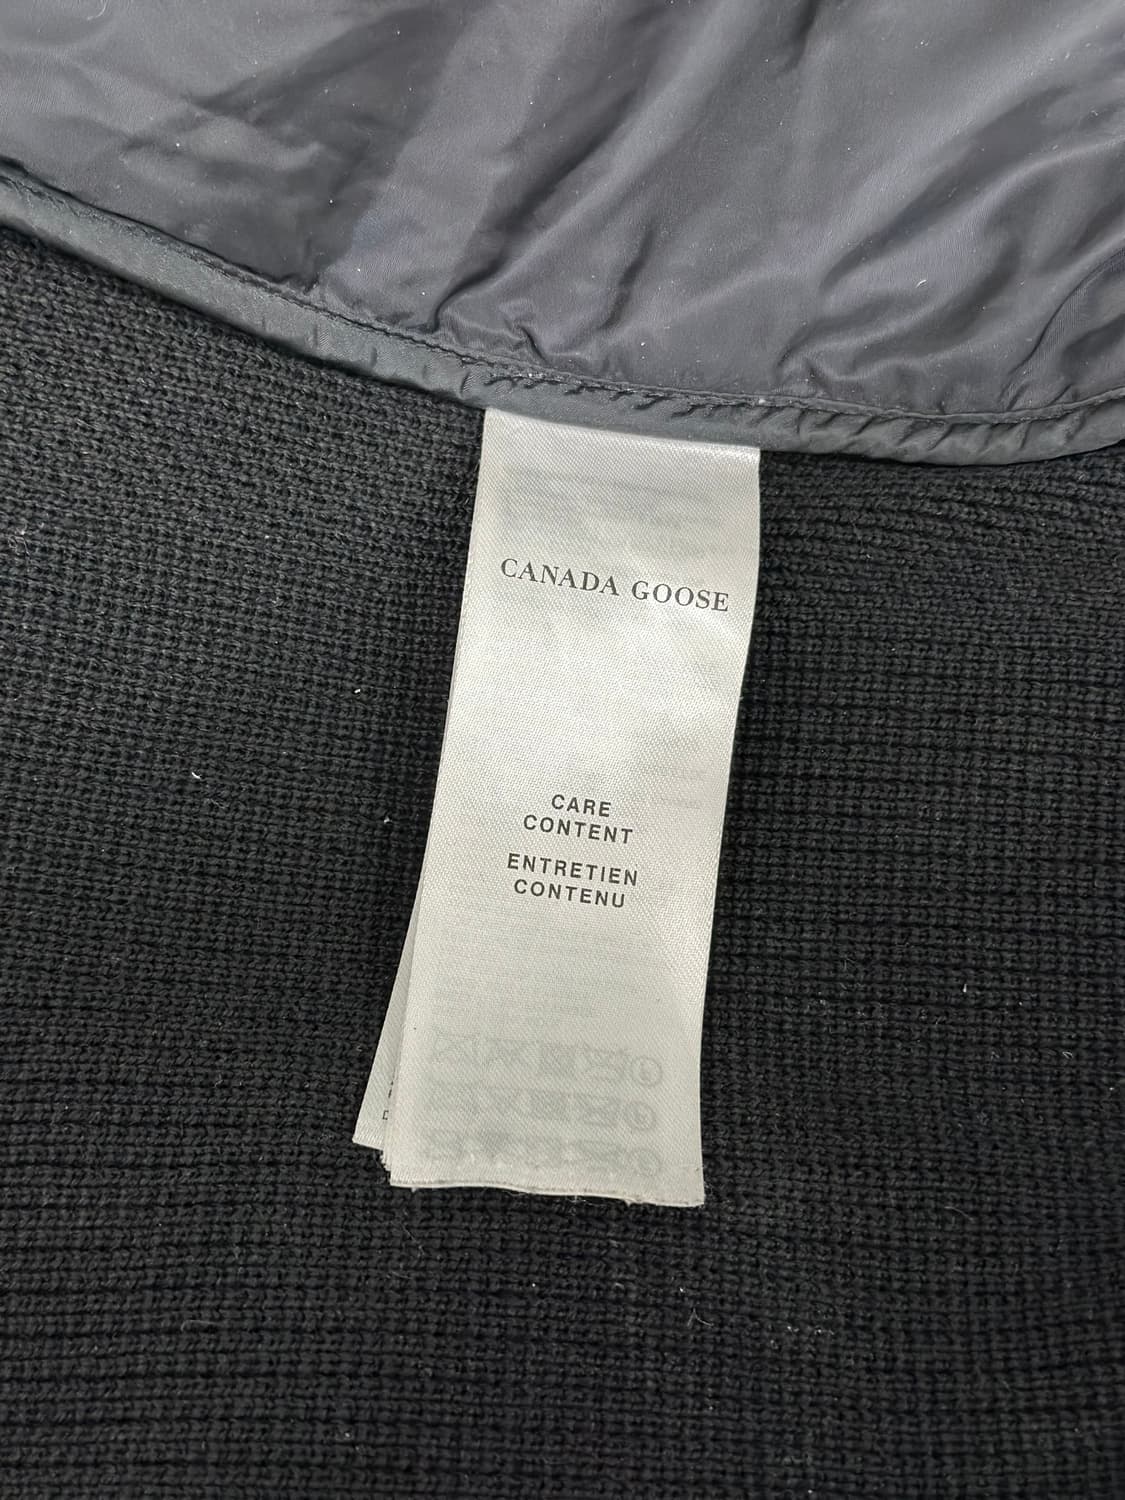 CANADA GOOSE
CARE
CONTENT
ENTRETIEN
CONTENU